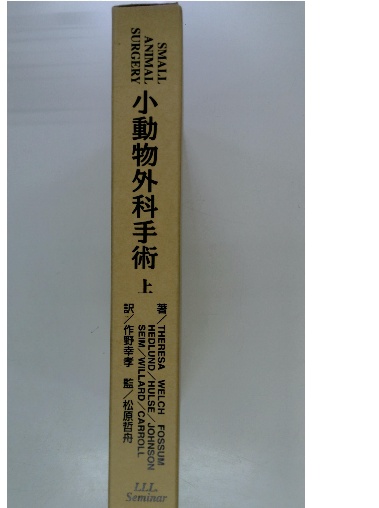 SMALL
ANIMAL
SURGERY
小動物外科手術 上
著/THERESA WELCH FOSSUM
HEDLUND/HULSE/JOHNSON
SEIM/WILLARD/CARROLL
訳/作野幸孝 監/松原哲舟
LLL
Seminar